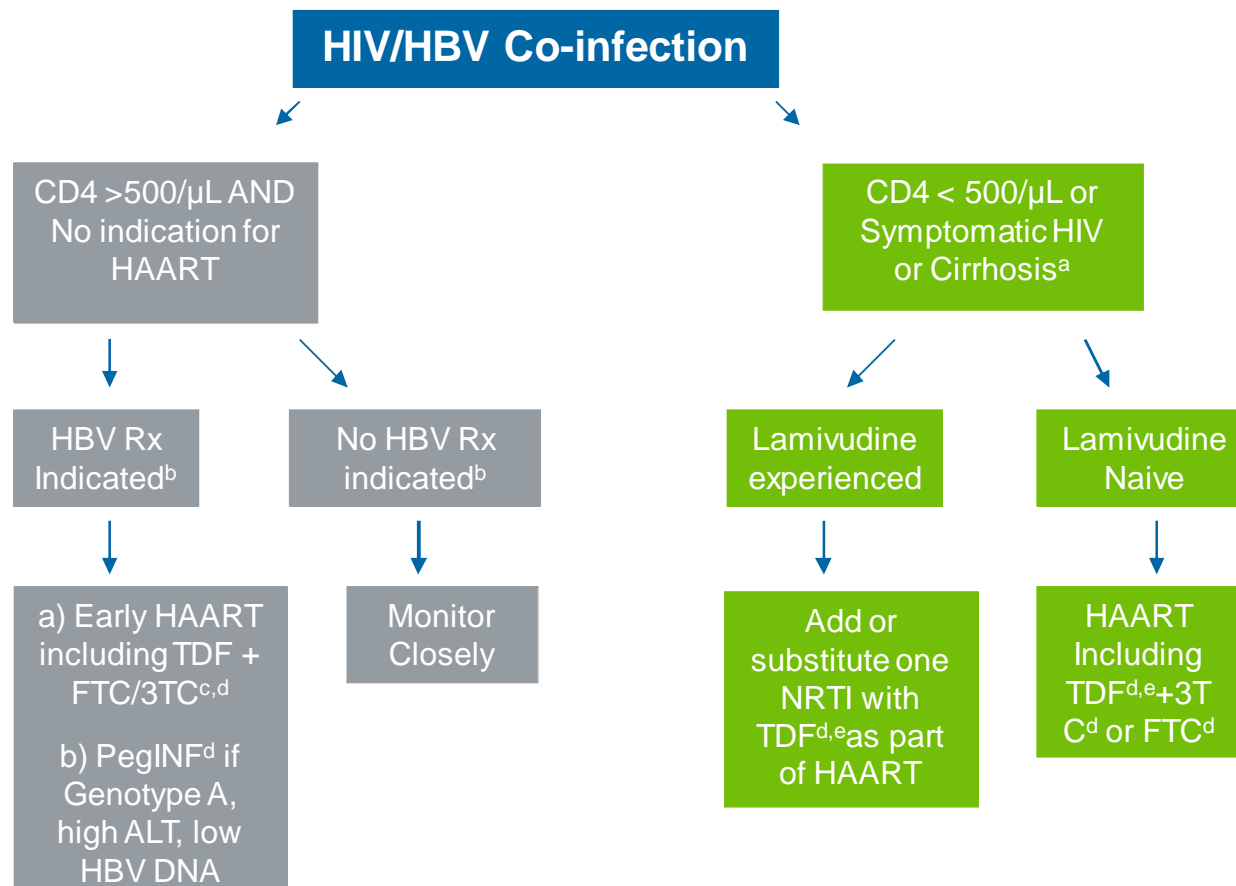 HIV/HBV Co-infection
CD4 >500/µL AND
No indication for
HAART
CD4 < 500/µL or
Symptomatic HIV
or Cirrhosisᵃ
HBV Rx
Indicatedᵇ
No HBV Rx
indicatedᵇ
Lamivudine
experienced
Lamivudine
Naive
a) Early HAART
including TDF +
FTC/3TCᶜ,ᵈ
b) PegINFᵈ if
Genotype A,
high ALT, low
HBV DNA
Monitor
Closely
Add or
substitute one
NRTI with
TDFᵈ,ᵉas part
of HAART
HAART
Including
TDFᵈ,ᵉ+3T
Cᵈ or FTCᵈ